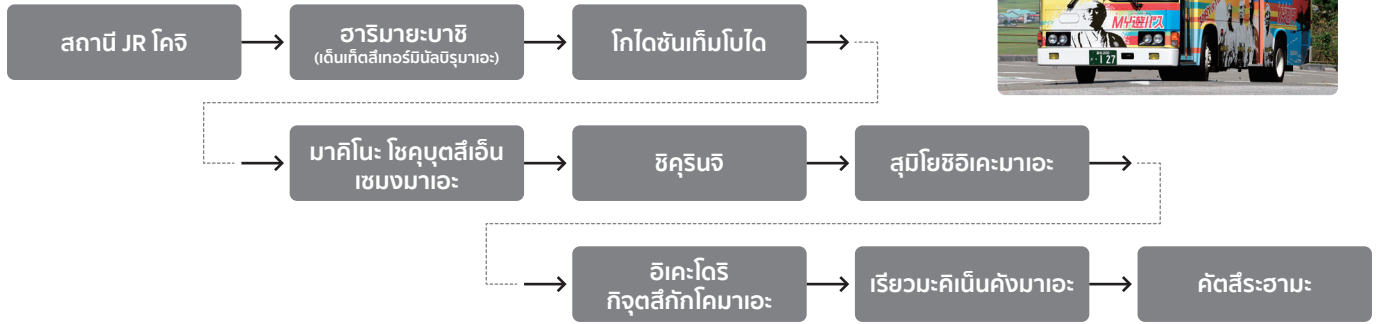 สถานี JR โคจิ
ฮาริมายะบาชิ
(เด็นเท็ตสึเทอร์มินัลบิรุมาเอะ)
โกไดซันเท็มโบได
MY遊バス
127
มาคิโนะ โชคุบุตสึเอ็น
เซมงมาเอะ
ชิคุรินจิ
สุมิโยชิอิเคะมาเอะ
อิเคะโดริ
กิจุตสึกักโคมาเอะ
เรียวมะคิเน็นคังมาเอะ
คัตสึระฮามะ